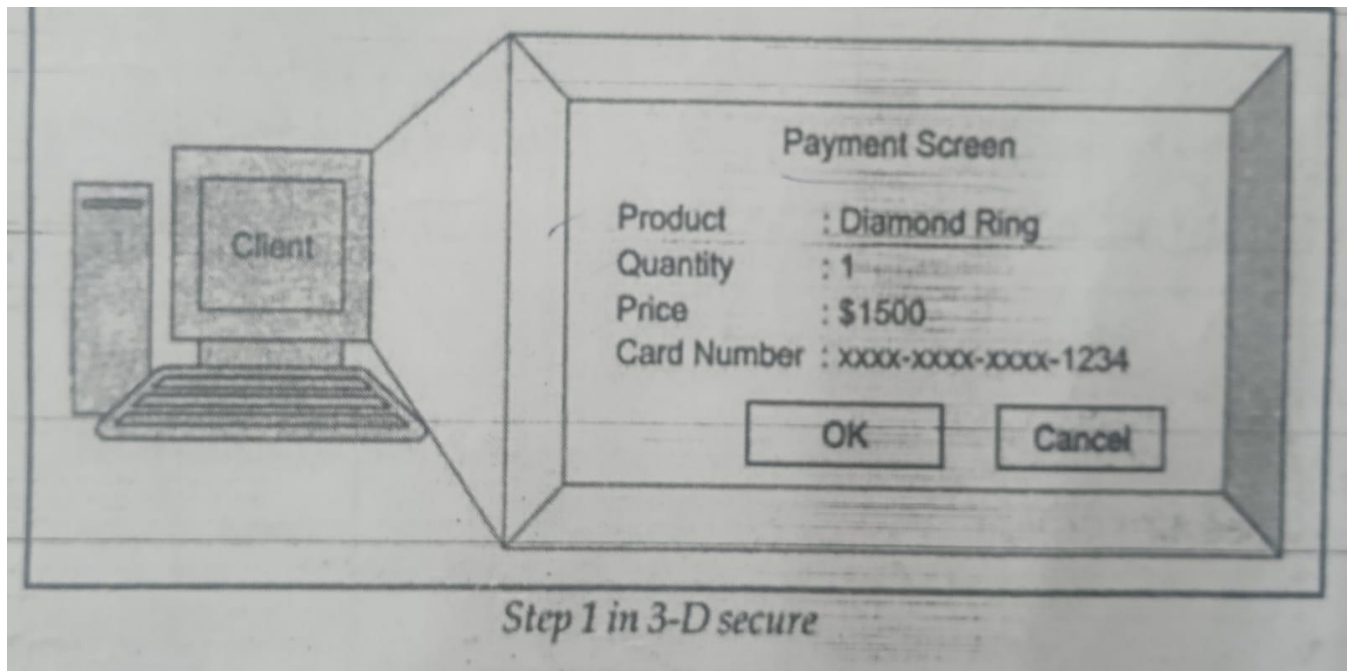 Client
Payment Screen
Product : Diamond Ring
Quantity : 1
Price : $1500
Card Number : xxxx-xxxx-xxxx-1234
OK Cancel
Step 1 in 3-D secure